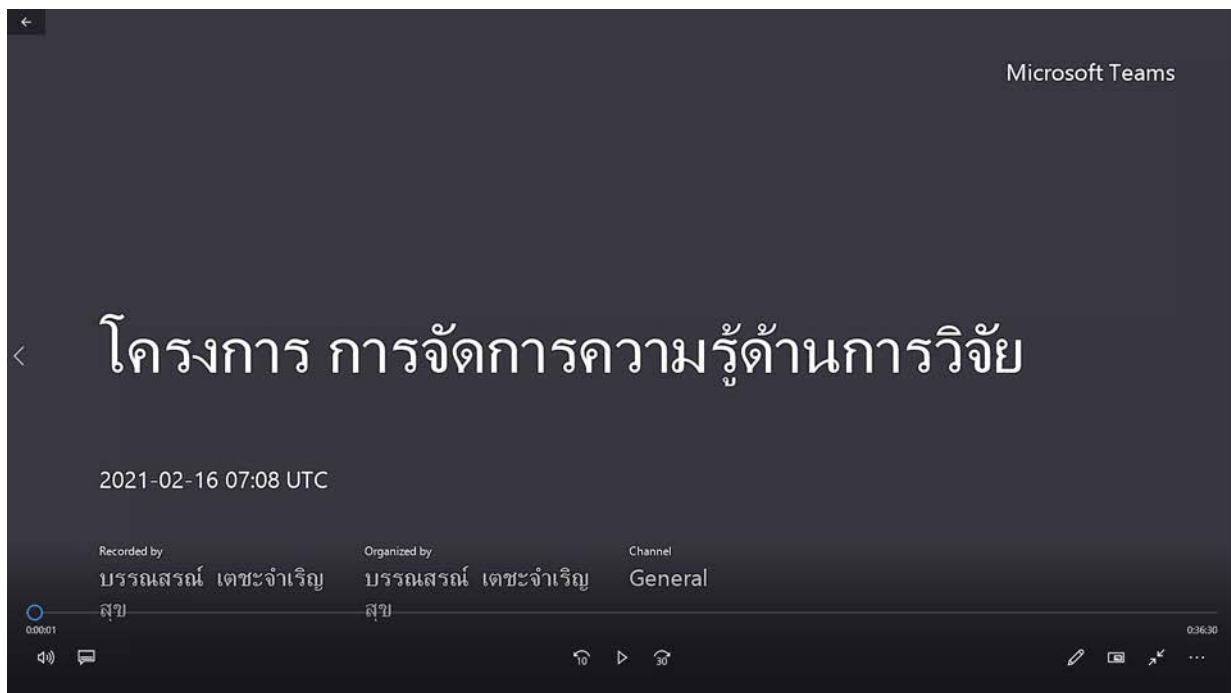 Microsoft Teams
โครงการ การจัดการความรู้ด้านการวิจัย
2021-02-16 07:08 UTC
Recorded by
บรรณสรณ์ เตชะจำเริญ
สุข
Organized by
บรรณสรณ์ เตชะจำเริญ
สุข
Channel
General
0:00:01
0:36:30
10
30